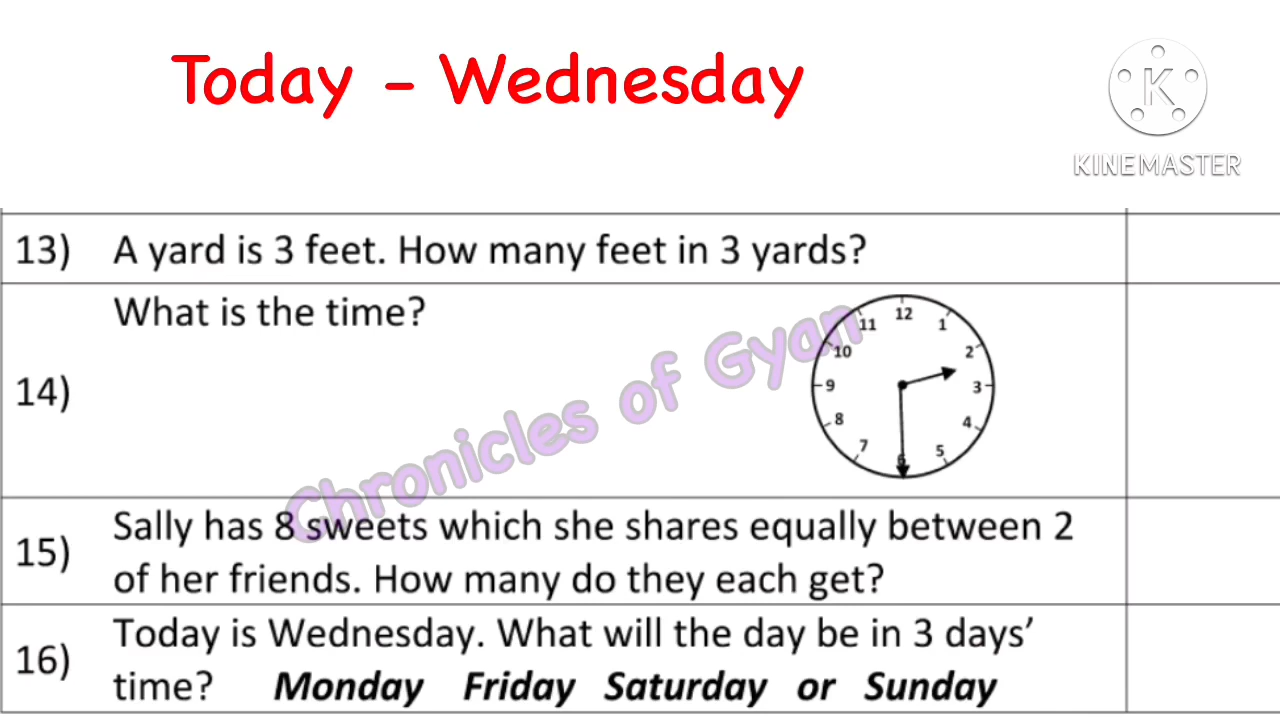 Today - Wednesday
K
KINEMASTER
13) A yard is 3 feet. How many feet in 3 yards?
14) What is the time?
12
11 1
10 2
9 3
8 4
7 5
6
Chronicles of Gyan
15) Sally has 8 sweets which she shares equally between 2
of her friends. How many do they each get?
16) Today is Wednesday. What will the day be in 3 days’
time? Monday Friday Saturday or Sunday